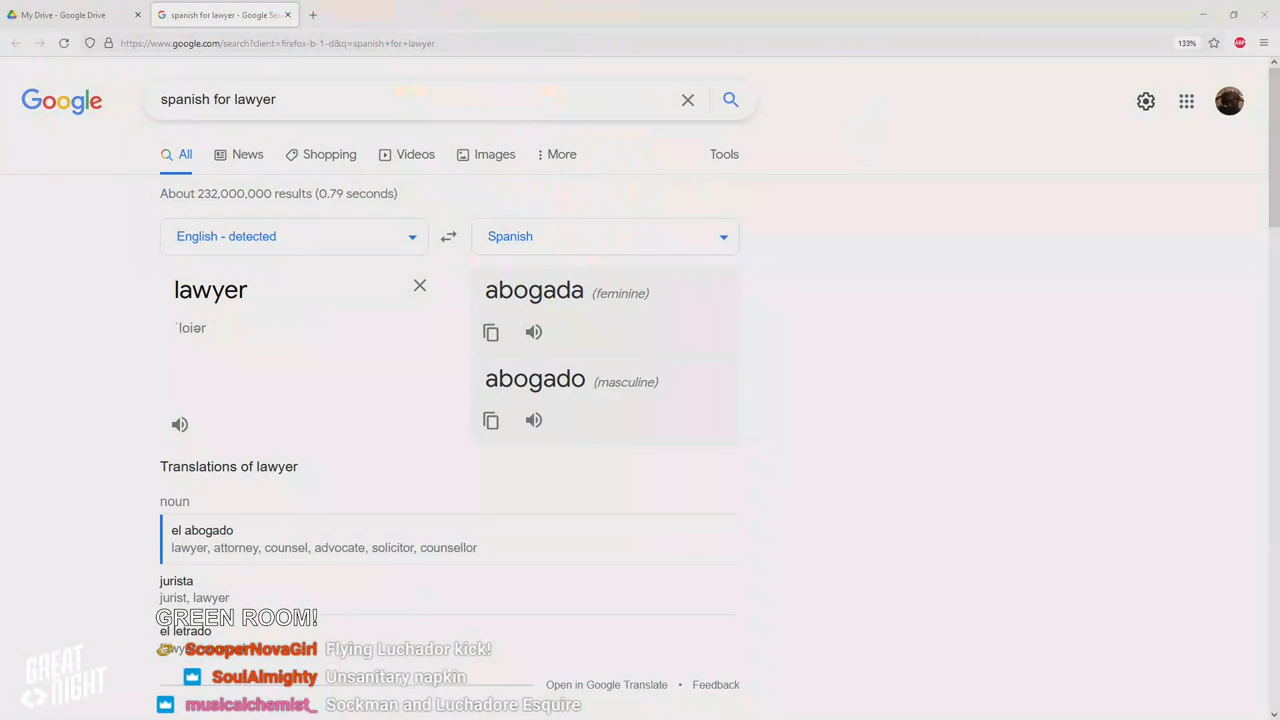 My Drive - Google Drive
spanish for lawyer - Google Sea
https://www.google.com/search?client=firefox-b-1-d&q=spanish+for+lawyer
133%
ABP
Google
spanish for lawyer
All
News
Shopping
Videos
Images
More
Tools
About 232,000,000 results (0.79 seconds)
English - detected
Spanish
lawyer
ˈloiər
abogada (feminine)
abogado (masculine)
Translations of lawyer
noun
el abogado
lawyer, attorney, counsel, advocate, solicitor, counsellor
jurista
jurist, lawyer
GREEN ROOM!
el letrado
ScooperNovaGirl Flying Luchador kick!
SoulAlmighty Unsanitary napkin
Open in Google Translate • Feedback
musicalchemist_ Sockman and Luchadore Esquire
GREAT
NIGHT